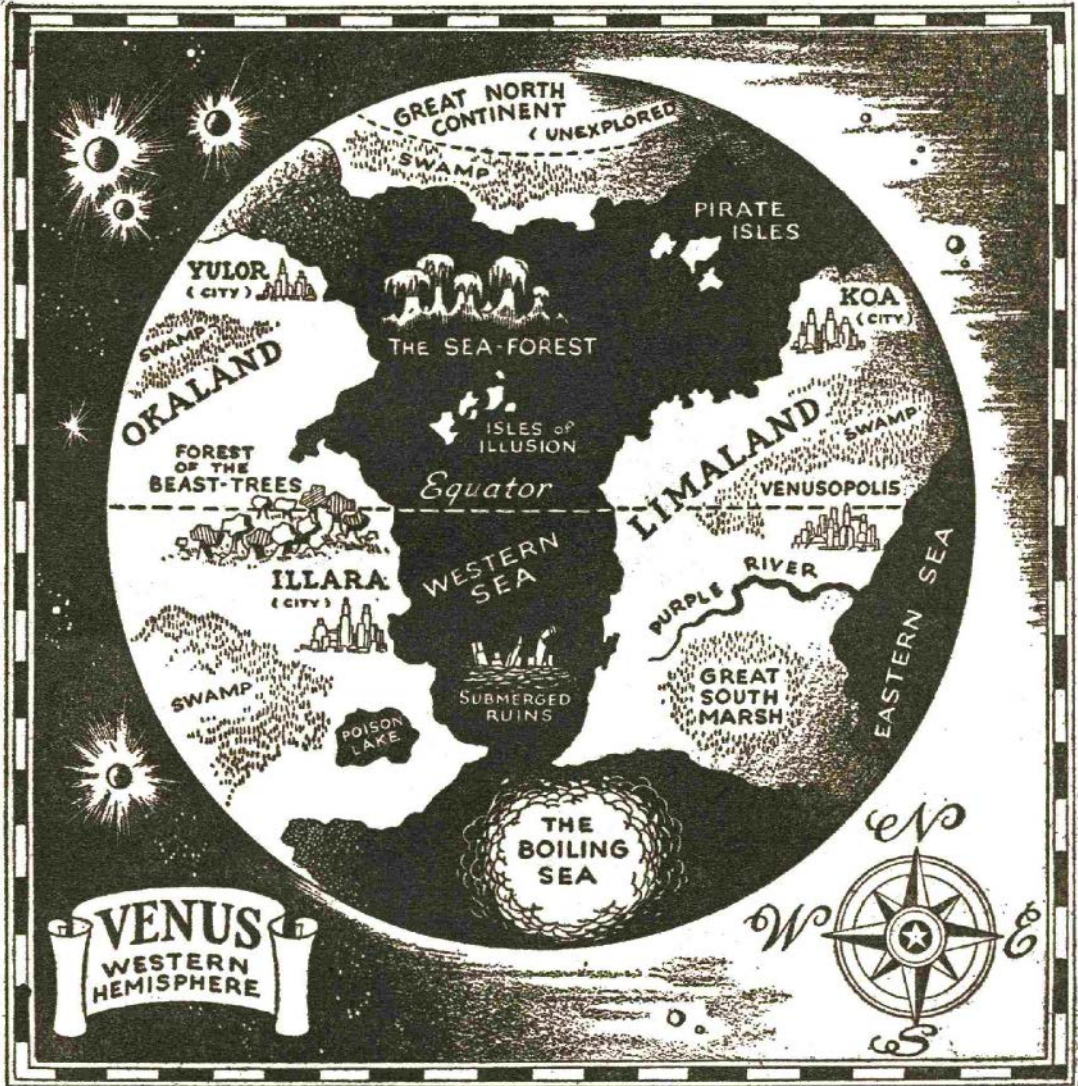 GREAT NORTH
CONTINENT
(UNEXPLORED
SWAMP
PIRATE
ISLES
YULOR
(CITY)
KOA
(CITY)
SWAMP
THE SEA-FOREST
OKALAND
ISLES of
ILLUSION
LIMALAND
SWAMP
FOREST
OF THE
BEAST-TREES
Equator
VENUSOPOLIS
WESTERN
SEA
ILLARA
(CITY)
PURPLE RIVER
EASTERN SEA
SWAMP
SUBMERGED
RUINS
GREAT
SOUTH
MARSH
POISON
LAKE
THE
BOILING
SEA
N
W
E
S
VENUS
WESTERN
HEMISPHERE